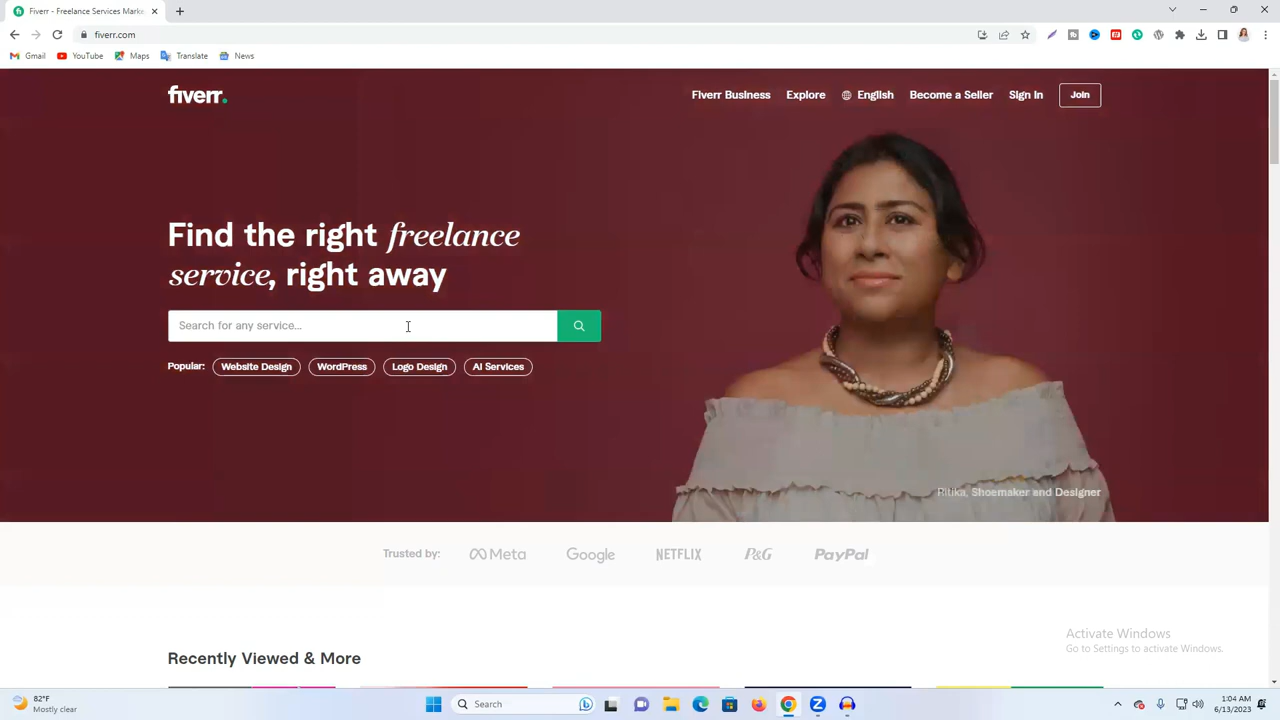 Fiverr - Freelance Services Mark
fiverr.com
Gmail
YouTube
Maps
Translate
News
fiverr.
Fiverr Business
Explore
English
Become a Seller
Sign In
Join
Find the right freelance
service, right away
Search for any service...
Popular:
Website Design
WordPress
Logo Design
AI Services
Ritika, Shoemaker and Designer
Trusted by:
Meta
Google
NETFLIX
P&G
PayPal
Recently Viewed & More
Activate Windows
Go to Settings to activate Windows.
82°F
Mostly clear
Search
1:04 AM
6/13/2023